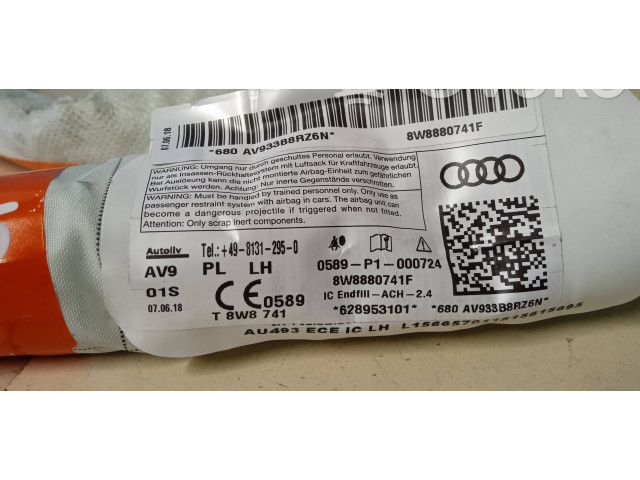 07.06.18
*680 AV933B8RZ6N*
8W8880741F
WARNUNG: Umgang nur durch geschultes Personal erlaubt. Verwendung
nur als Insassen-Rückhaltesystem mit Luftsack für Kraftfahrzeuge erlaubt.
Bei Auslösung kann die nicht montierte Airbag-Einheit zum gefährlichen
Wurfstück werden. Achtung: Nur inerte Gegenstände verschrotten.
WARNING: Must be handled by trained personnel only. Only use as
passenger restraint system with airbag in cars. The airbag unit can
become a dangerous projectile if triggered when not fitted.
Attention: Only scrap inert components.
Autoliv Tel.: +49-8131-295-0
AV9 PL LH
01S
07.06.18
CE 0589
T 8W8 741
0589-P1-000724
8W8880741F
IC Endfill-ACH-2.4
*628953101*
*680 AV933B8RZ6N*
AU493 ECE IC LH